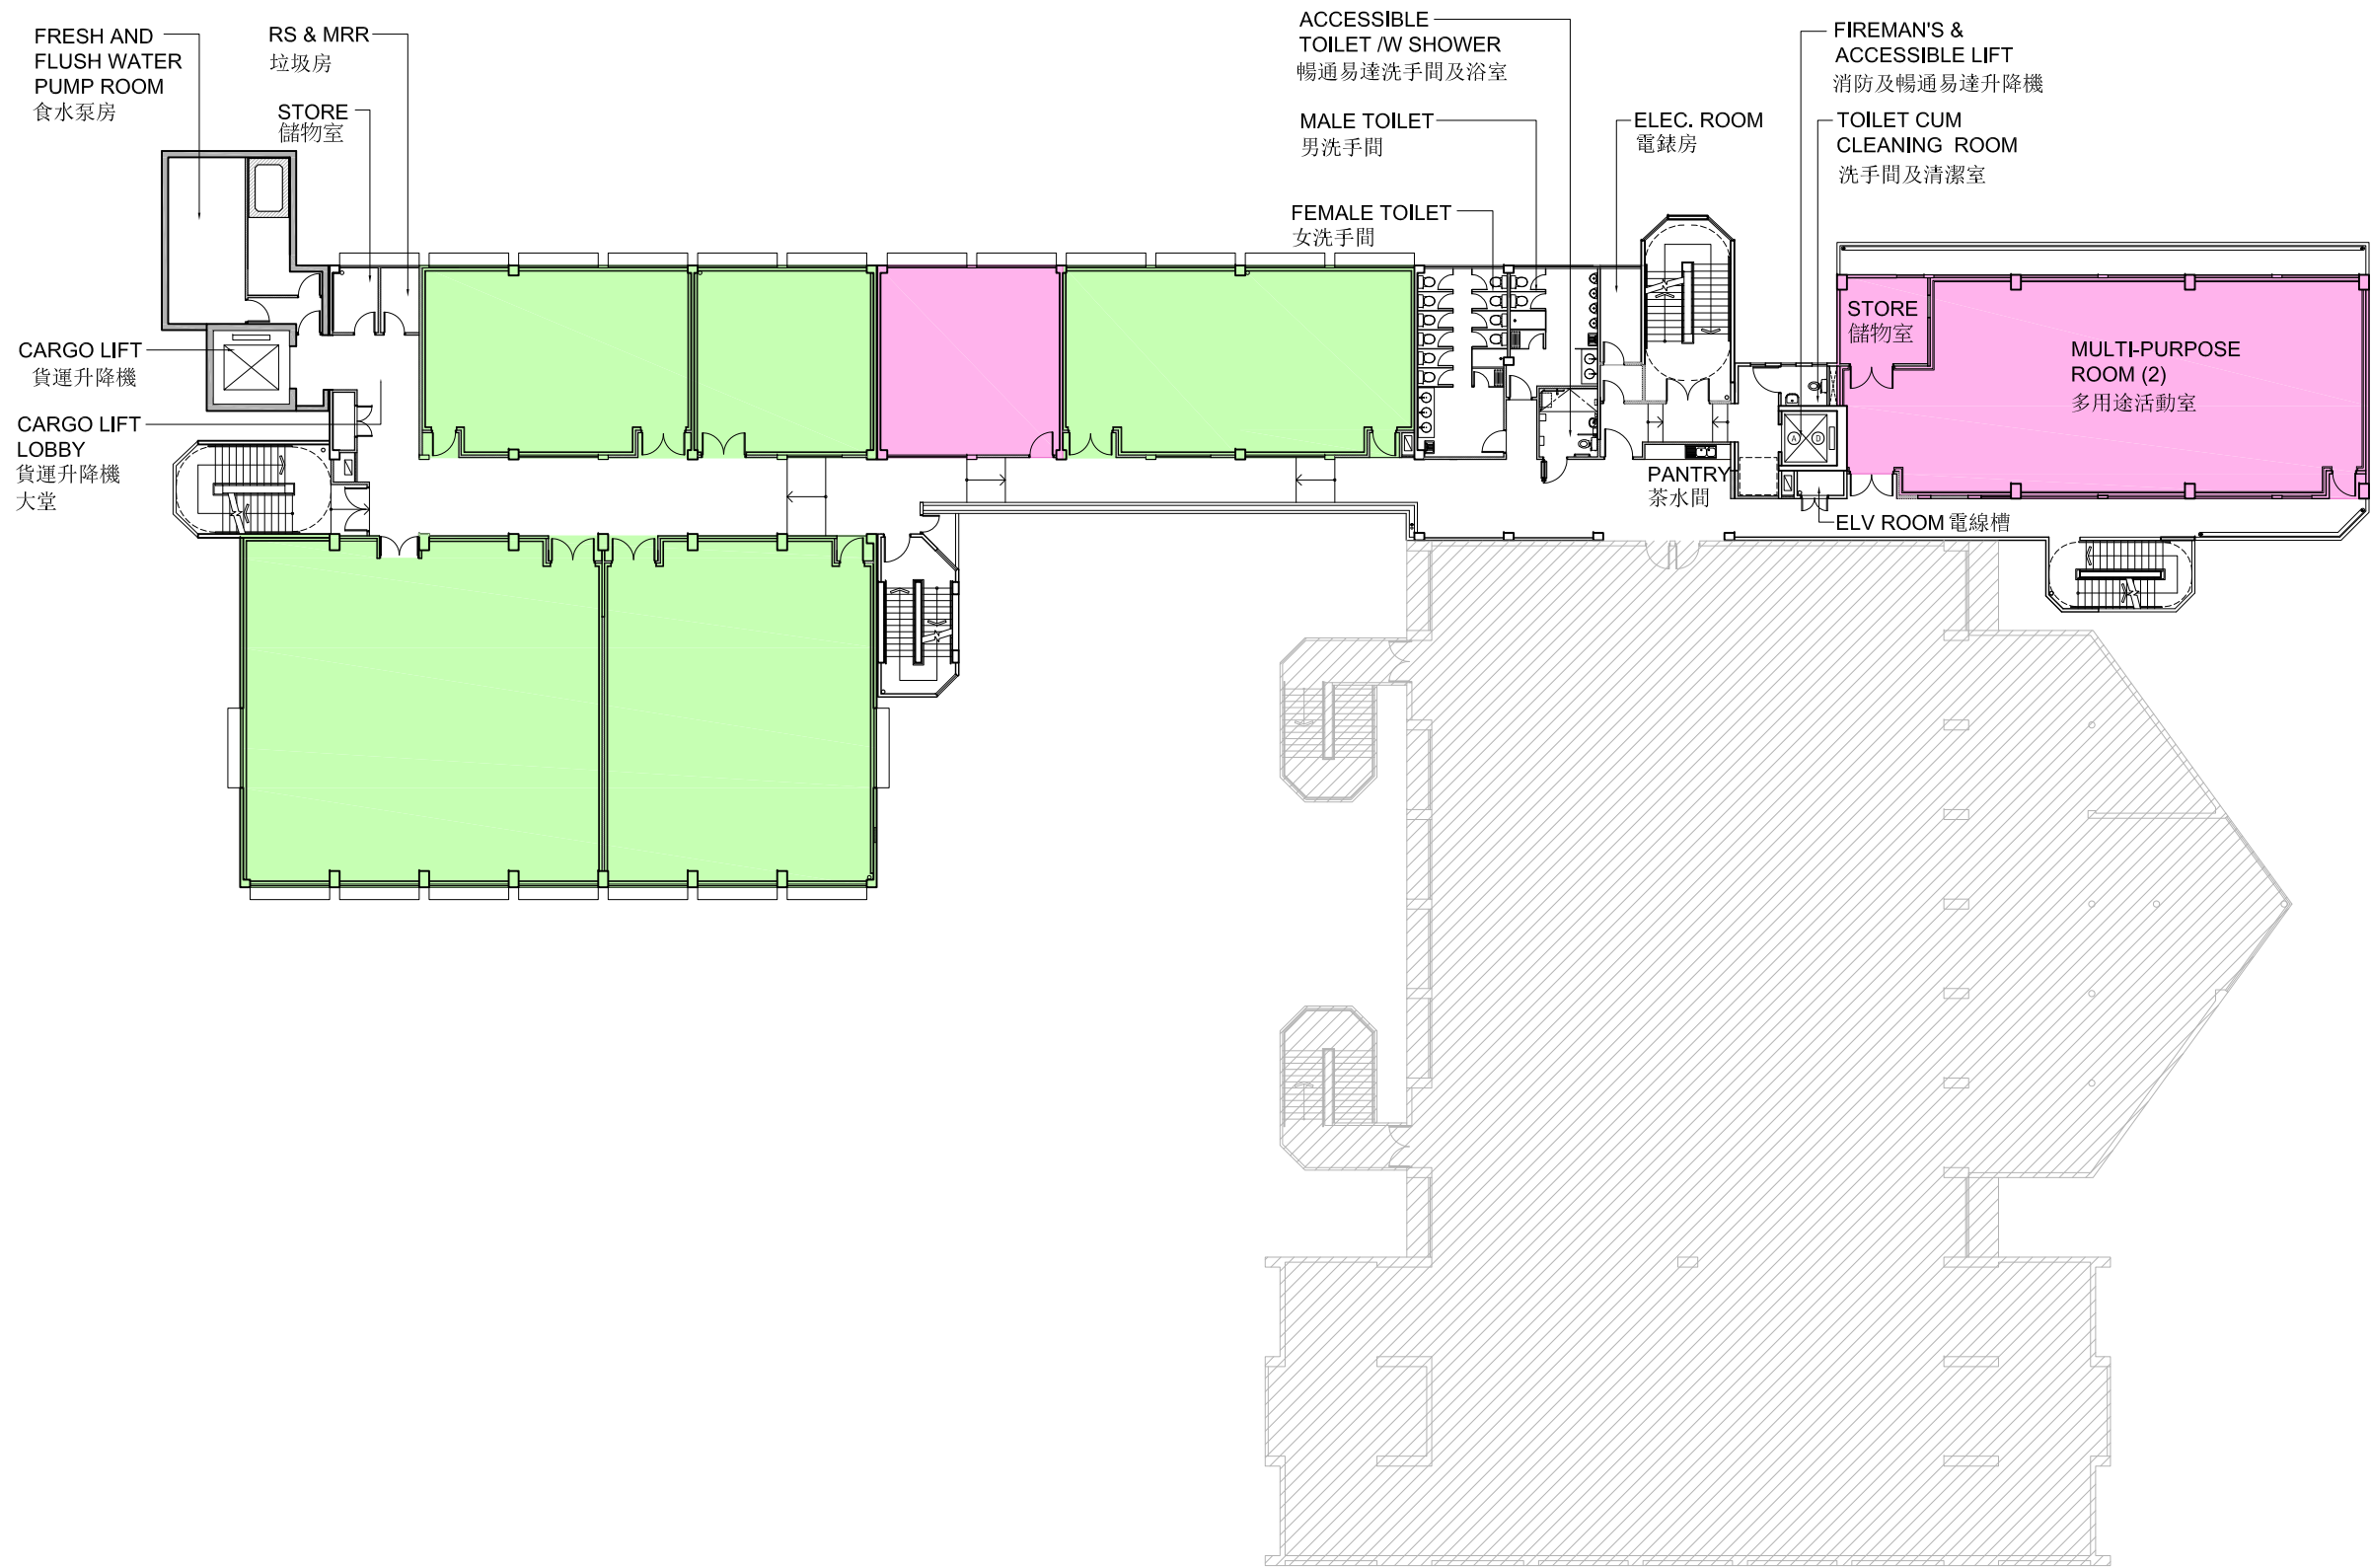 FRESH AND
FLUSH WATER
PUMP ROOM
食水泵房
RS & MRR
垃圾房
STORE
儲物室
ACCESSIBLE
TOILET /W SHOWER
暢通易達洗手間及浴室
MALE TOILET
男洗手間
FEMALE TOILET
女洗手間
ELEC. ROOM
電錶房
FIREMAN'S &
ACCESSIBLE LIFT
消防及暢通易達升降機
TOILET CUM
CLEANING ROOM
洗手間及清潔室
CARGO LIFT
貨運升降機
CARGO LIFT
LOBBY
貨運升降機
大堂
STORE
儲物室
MULTI-PURPOSE
ROOM (2)
多用途活動室
A D
PANTRY
茶水間
ELV ROOM 電線槽